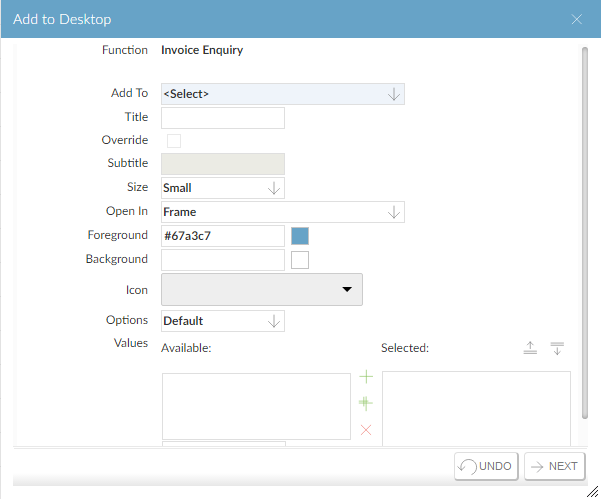 Add to Desktop
Function Invoice Enquiry
Add To <Select>
Title
Override
Subtitle
Size Small
Open In Frame
Foreground #67a3c7
Background
Icon
Options Default
Values Available: Selected:
UNDO NEXT